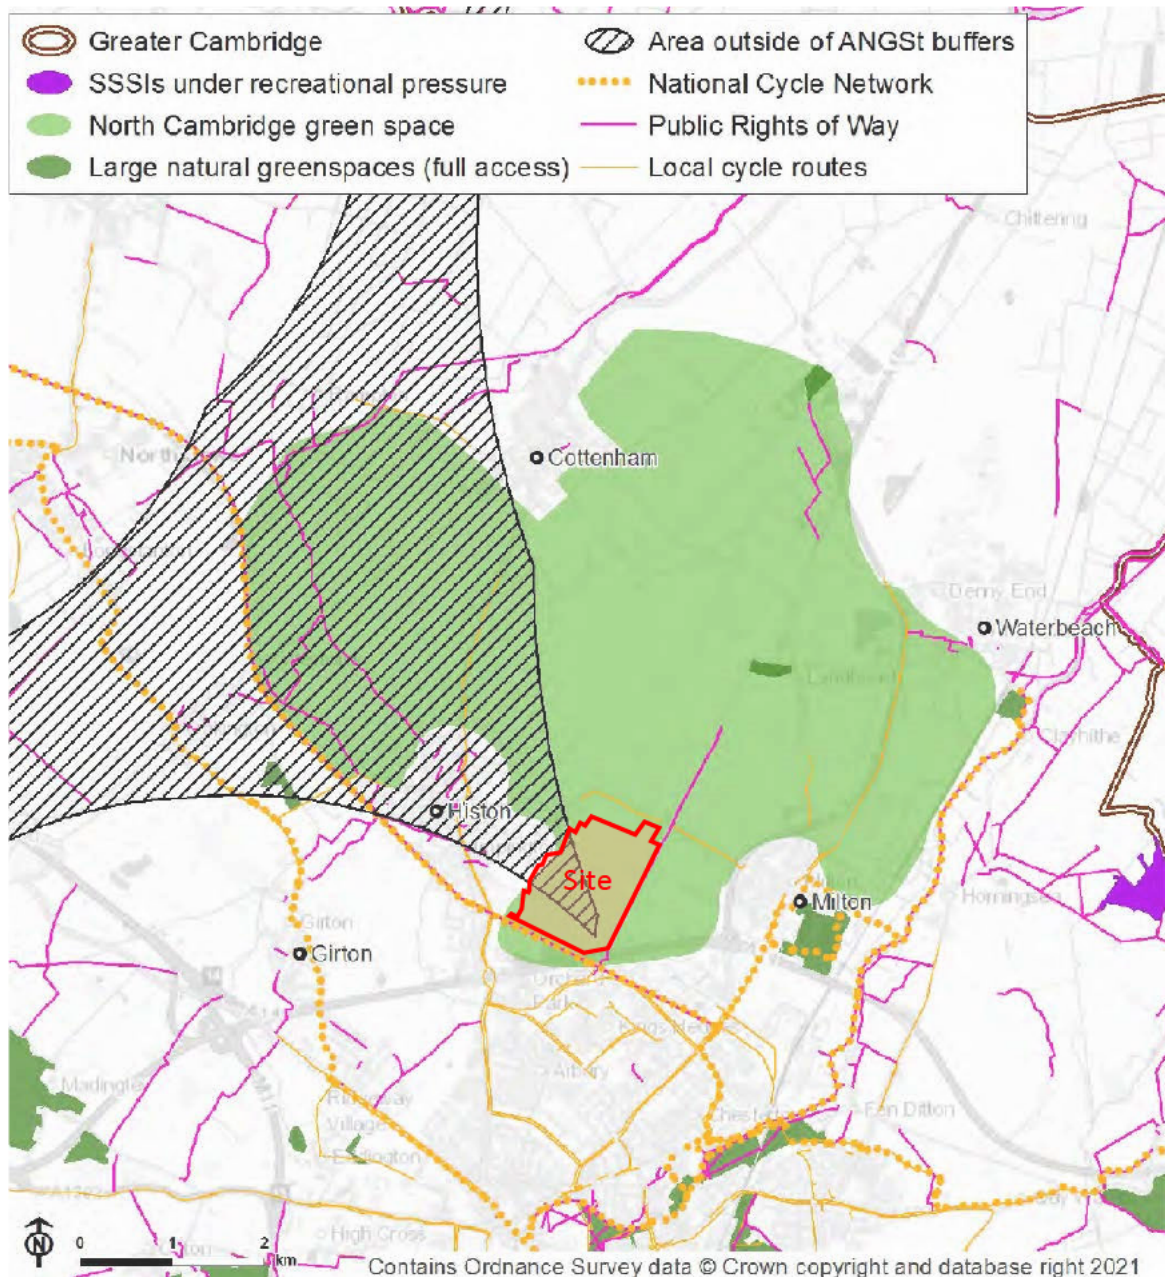 Greater Cambridge
Area outside of ANGSt buffers
SSSIs under recreational pressure
National Cycle Network
North Cambridge green space
Public Rights of Way
Large natural greenspaces (full access)
Local cycle routes
Chittering
Cottenham
Denny End
Waterbeach
Landbeach
Clayhithe
Histon
Site
Milton
Horningsea
Girton
Girton
Orchard
Park
Kings Hedges
Arbury
Madingley
M11
Ridgeway
Village
Chesterton
Fen Ditton
Eddington
High Cross
N
0 1 2
km
Contains Ordnance Survey data © Crown copyright and database right 2021